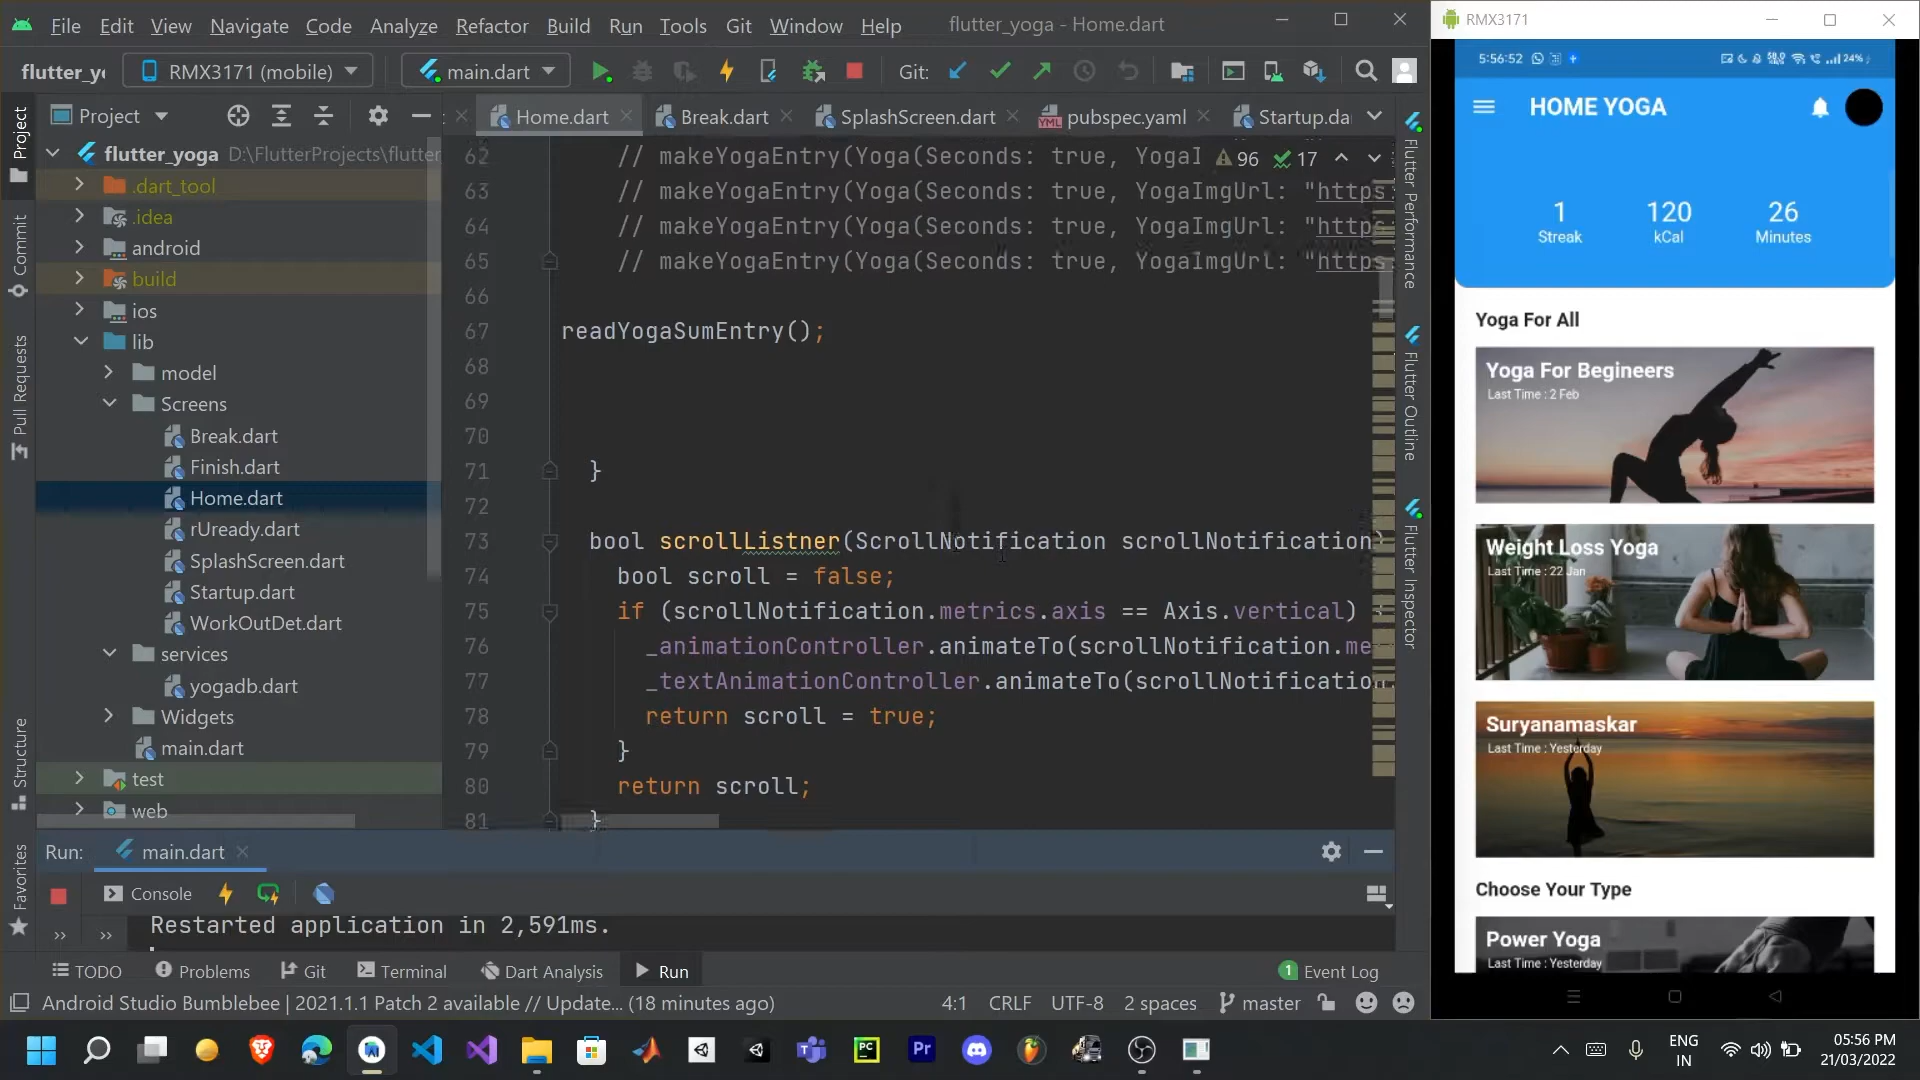 File Edit View Navigate Code Analyze Refactor Build Run Tools Git Window Help flutter_yoga - Home.dart
RMX3171 (mobile) main.dart Git:
Project
Home.dart Break.dart SplashScreen.dart pubspec.yaml
flutter_yoga D:\FlutterProjects\flutter
.dart_tool
.idea
android
build
ios
lib
model
Screens
Break.dart
Finish.dart
Home.dart
rUready.dart
SplashScreen.dart
Startup.dart
WorkOutDet.dart
services
yogadb.dart
Widgets
main.dart
test
web
Project
Commit
Pull Requests
Structure
Favorites
62 // makeYogaEntry(Yoga(Seconds: true, YogaI 96 17
63 // makeYogaEntry(Yoga(Seconds: true, YogaImgUrl: "https:
64 // makeYogaEntry(Yoga(Seconds: true, YogaImgUrl: "https
65 // makeYogaEntry(Yoga(Seconds: true, YogaImgUrl: "https:
66
67 readYogaSumEntry();
68
69
70
71 }
72
73 bool scrollListner(ScrollNotification scrollNotification)
74 bool scroll = false;
75 if (scrollNotification.metrics.axis == Axis.vertical) {
76 _animationController.animateTo(scrollNotification.me
77 _textAnimationController.animateTo(scrollNotification.
78 return scroll = true;
79 }
80 return scroll;
81 }
Flutter Performance
Flutter Outline
Flutter Inspector
Run: main.dart
Console
Restarted application in 2,591ms.
TODO Problems Git Terminal Dart Analysis Run 1 Event Log
Android Studio Bumblebee | 2021.1.1 Patch 2 available // Update... (18 minutes ago) 4:1 CRLF UTF-8 2 spaces master
RMX3171
5:56:52 24%
HOME YOGA
1 120 26
Streak kCal Minutes
Yoga For All
Yoga For Begineers
Last Time : 2 Feb
Weight Loss Yoga
Last Time : 22 Jan
Suryanamaskar
Last Time : Yesterday
Choose Your Type
Power Yoga
Last Time : Yesterday
ENG
IN
05:56 PM
21/03/2022